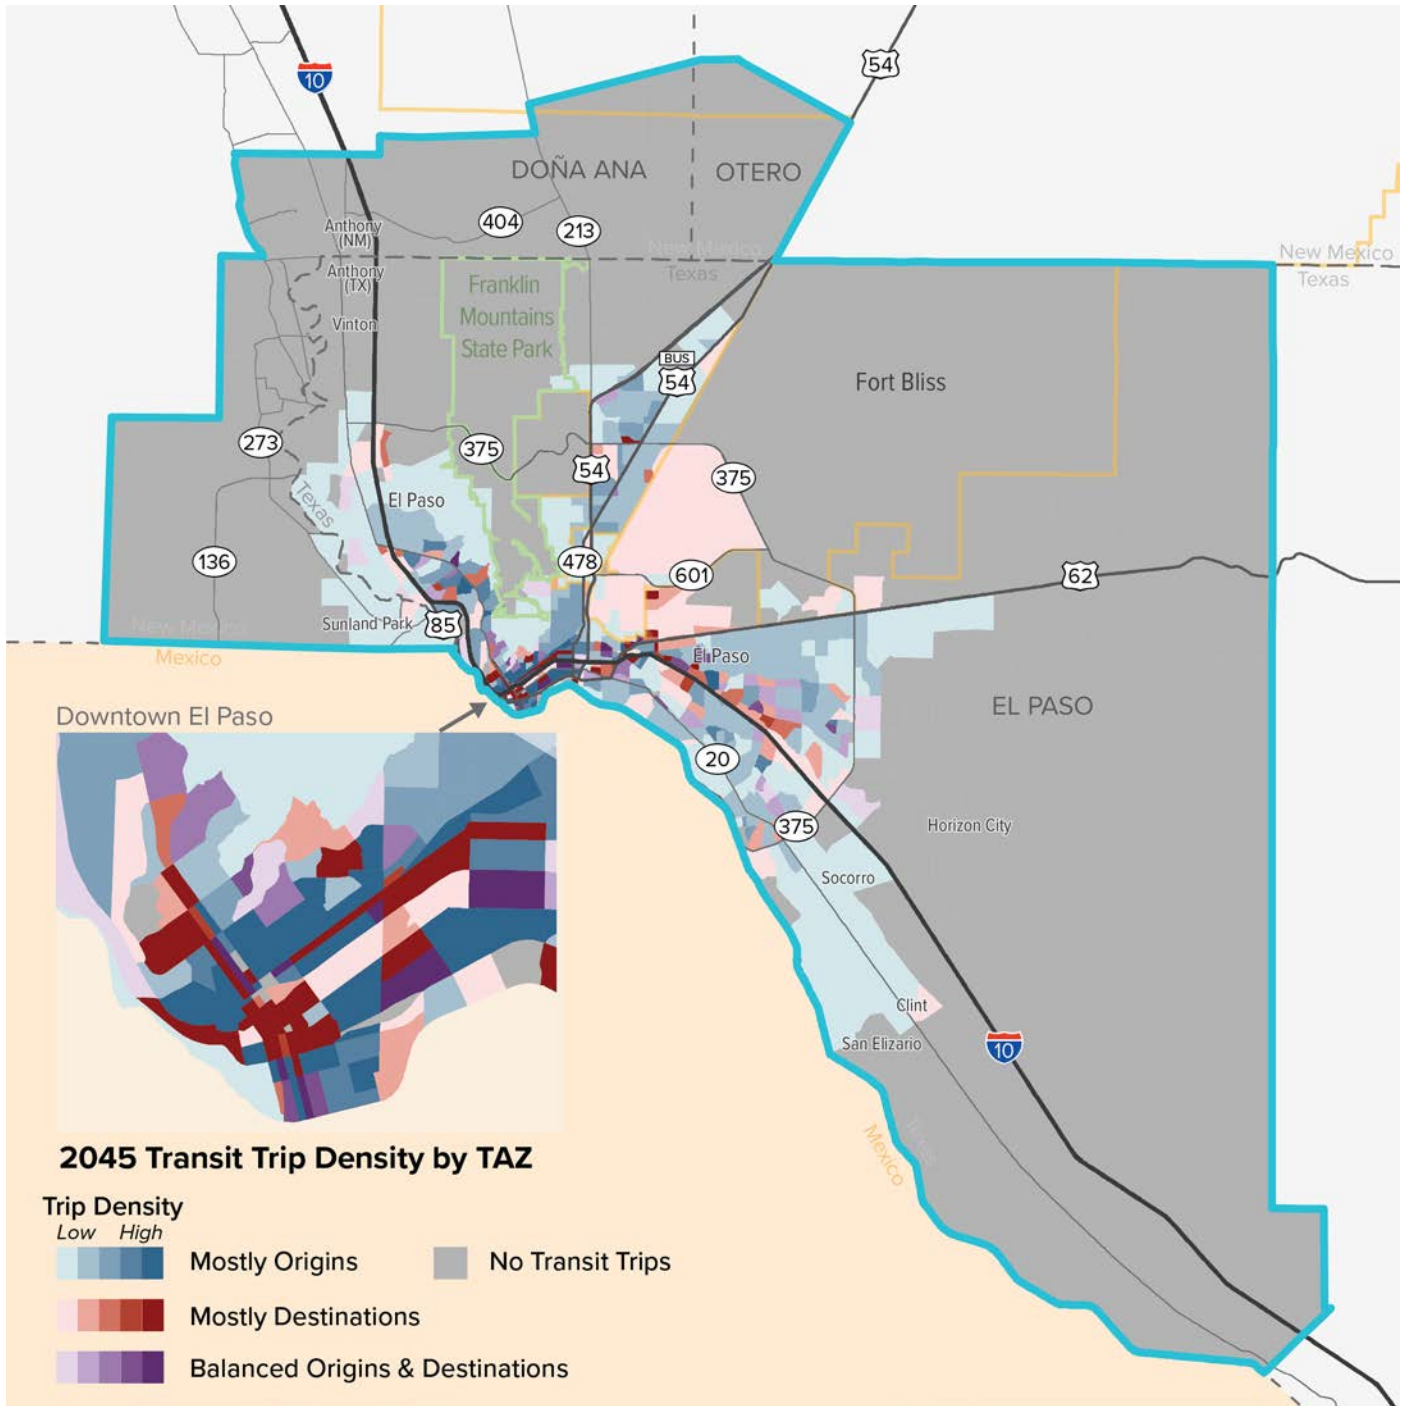 10
54
DOÑA ANA
OTERO
404
213
Anthony
(NM)
New Mexico
Texas
New Mexico
Texas
Anthony
(TX)
Franklin
Mountains
State Park
Vinton
BUS
54
Fort Bliss
273
375
54
375
El Paso
Texas
136
478
601
62
Sunland Park
85
New Mexico
Mexico
El Paso
EL PASO
Downtown El Paso
20
375
Horizon City
Socorro
Clint
San Elizario
10
Texas
Mexico
2045 Transit Trip Density by TAZ
Trip Density
Low High
Mostly Origins
No Transit Trips
Mostly Destinations
Balanced Origins & Destinations